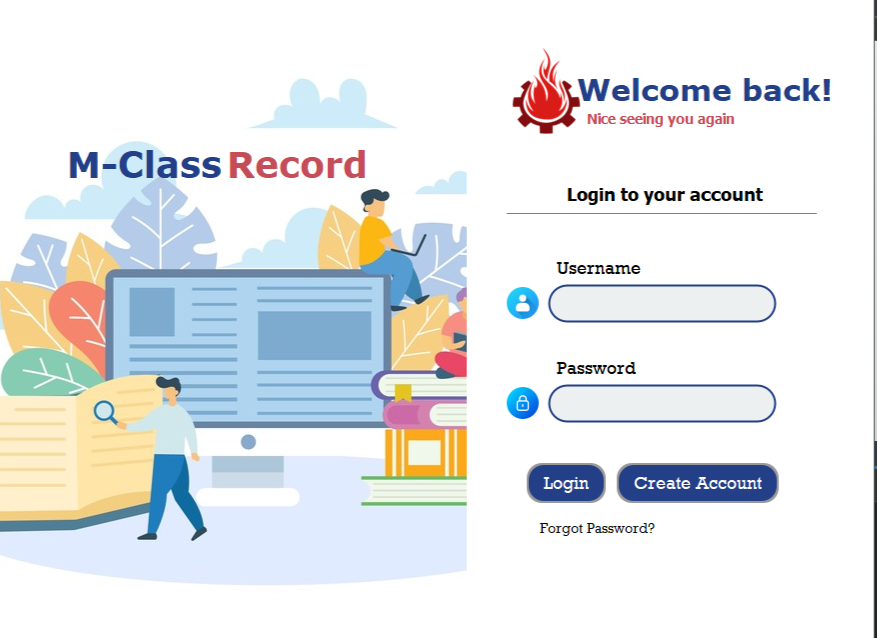 M-Class Record
Welcome back!
Nice seeing you again
Login to your account
Username
Password
Login
Create Account
Forgot Password?